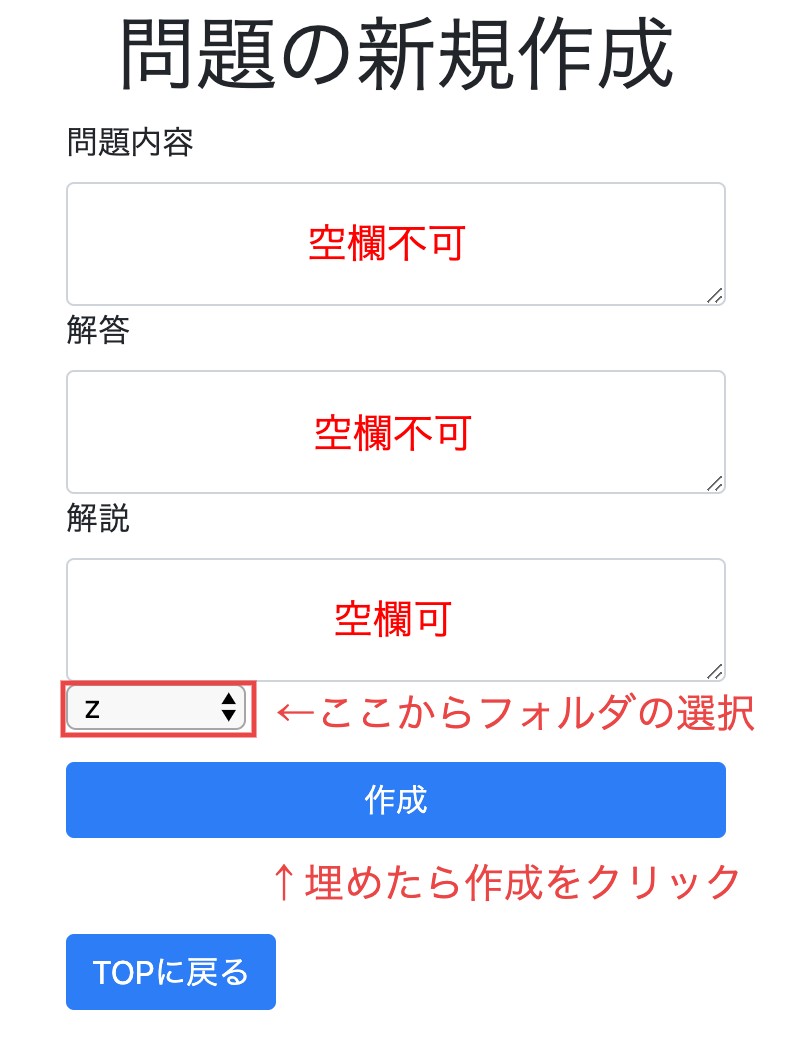 問題の新規作成
問題内容
空欄不可
解答
空欄不可
解説
空欄可
z ←ここからフォルダの選択
作成
↑埋めたら作成をクリック
TOPに戻る